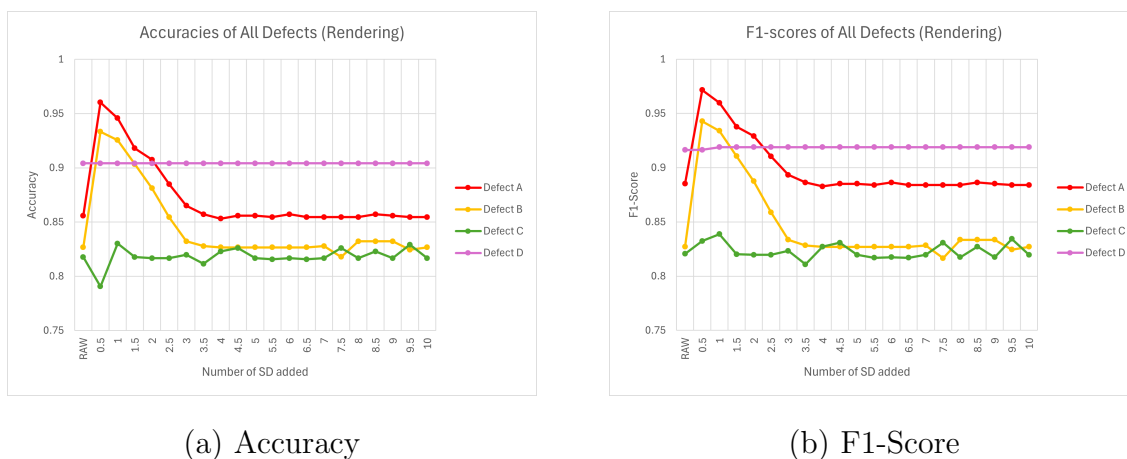 Accuracies of All Defects (Rendering)
1
0.95
0.9
0.85
0.8
0.75
Accuracy
RAW
0.5
1
1.5
2
2.5
3
3.5
4
4.5
5
5.5
6
6.5
7
7.5
8
8.5
9
9.5
10
Number of SD added
Defect A
Defect B
Defect C
Defect D
(a) Accuracy
F1-scores of All Defects (Rendering)
1
0.95
0.9
0.85
0.8
0.75
F1-Score
RAW
0.5
1
1.5
2
2.5
3
3.5
4
4.5
5
5.5
6
6.5
7
7.5
8
8.5
9
9.5
10
Number of SD added
Defect A
Defect B
Defect C
Defect D
(b) F1-Score